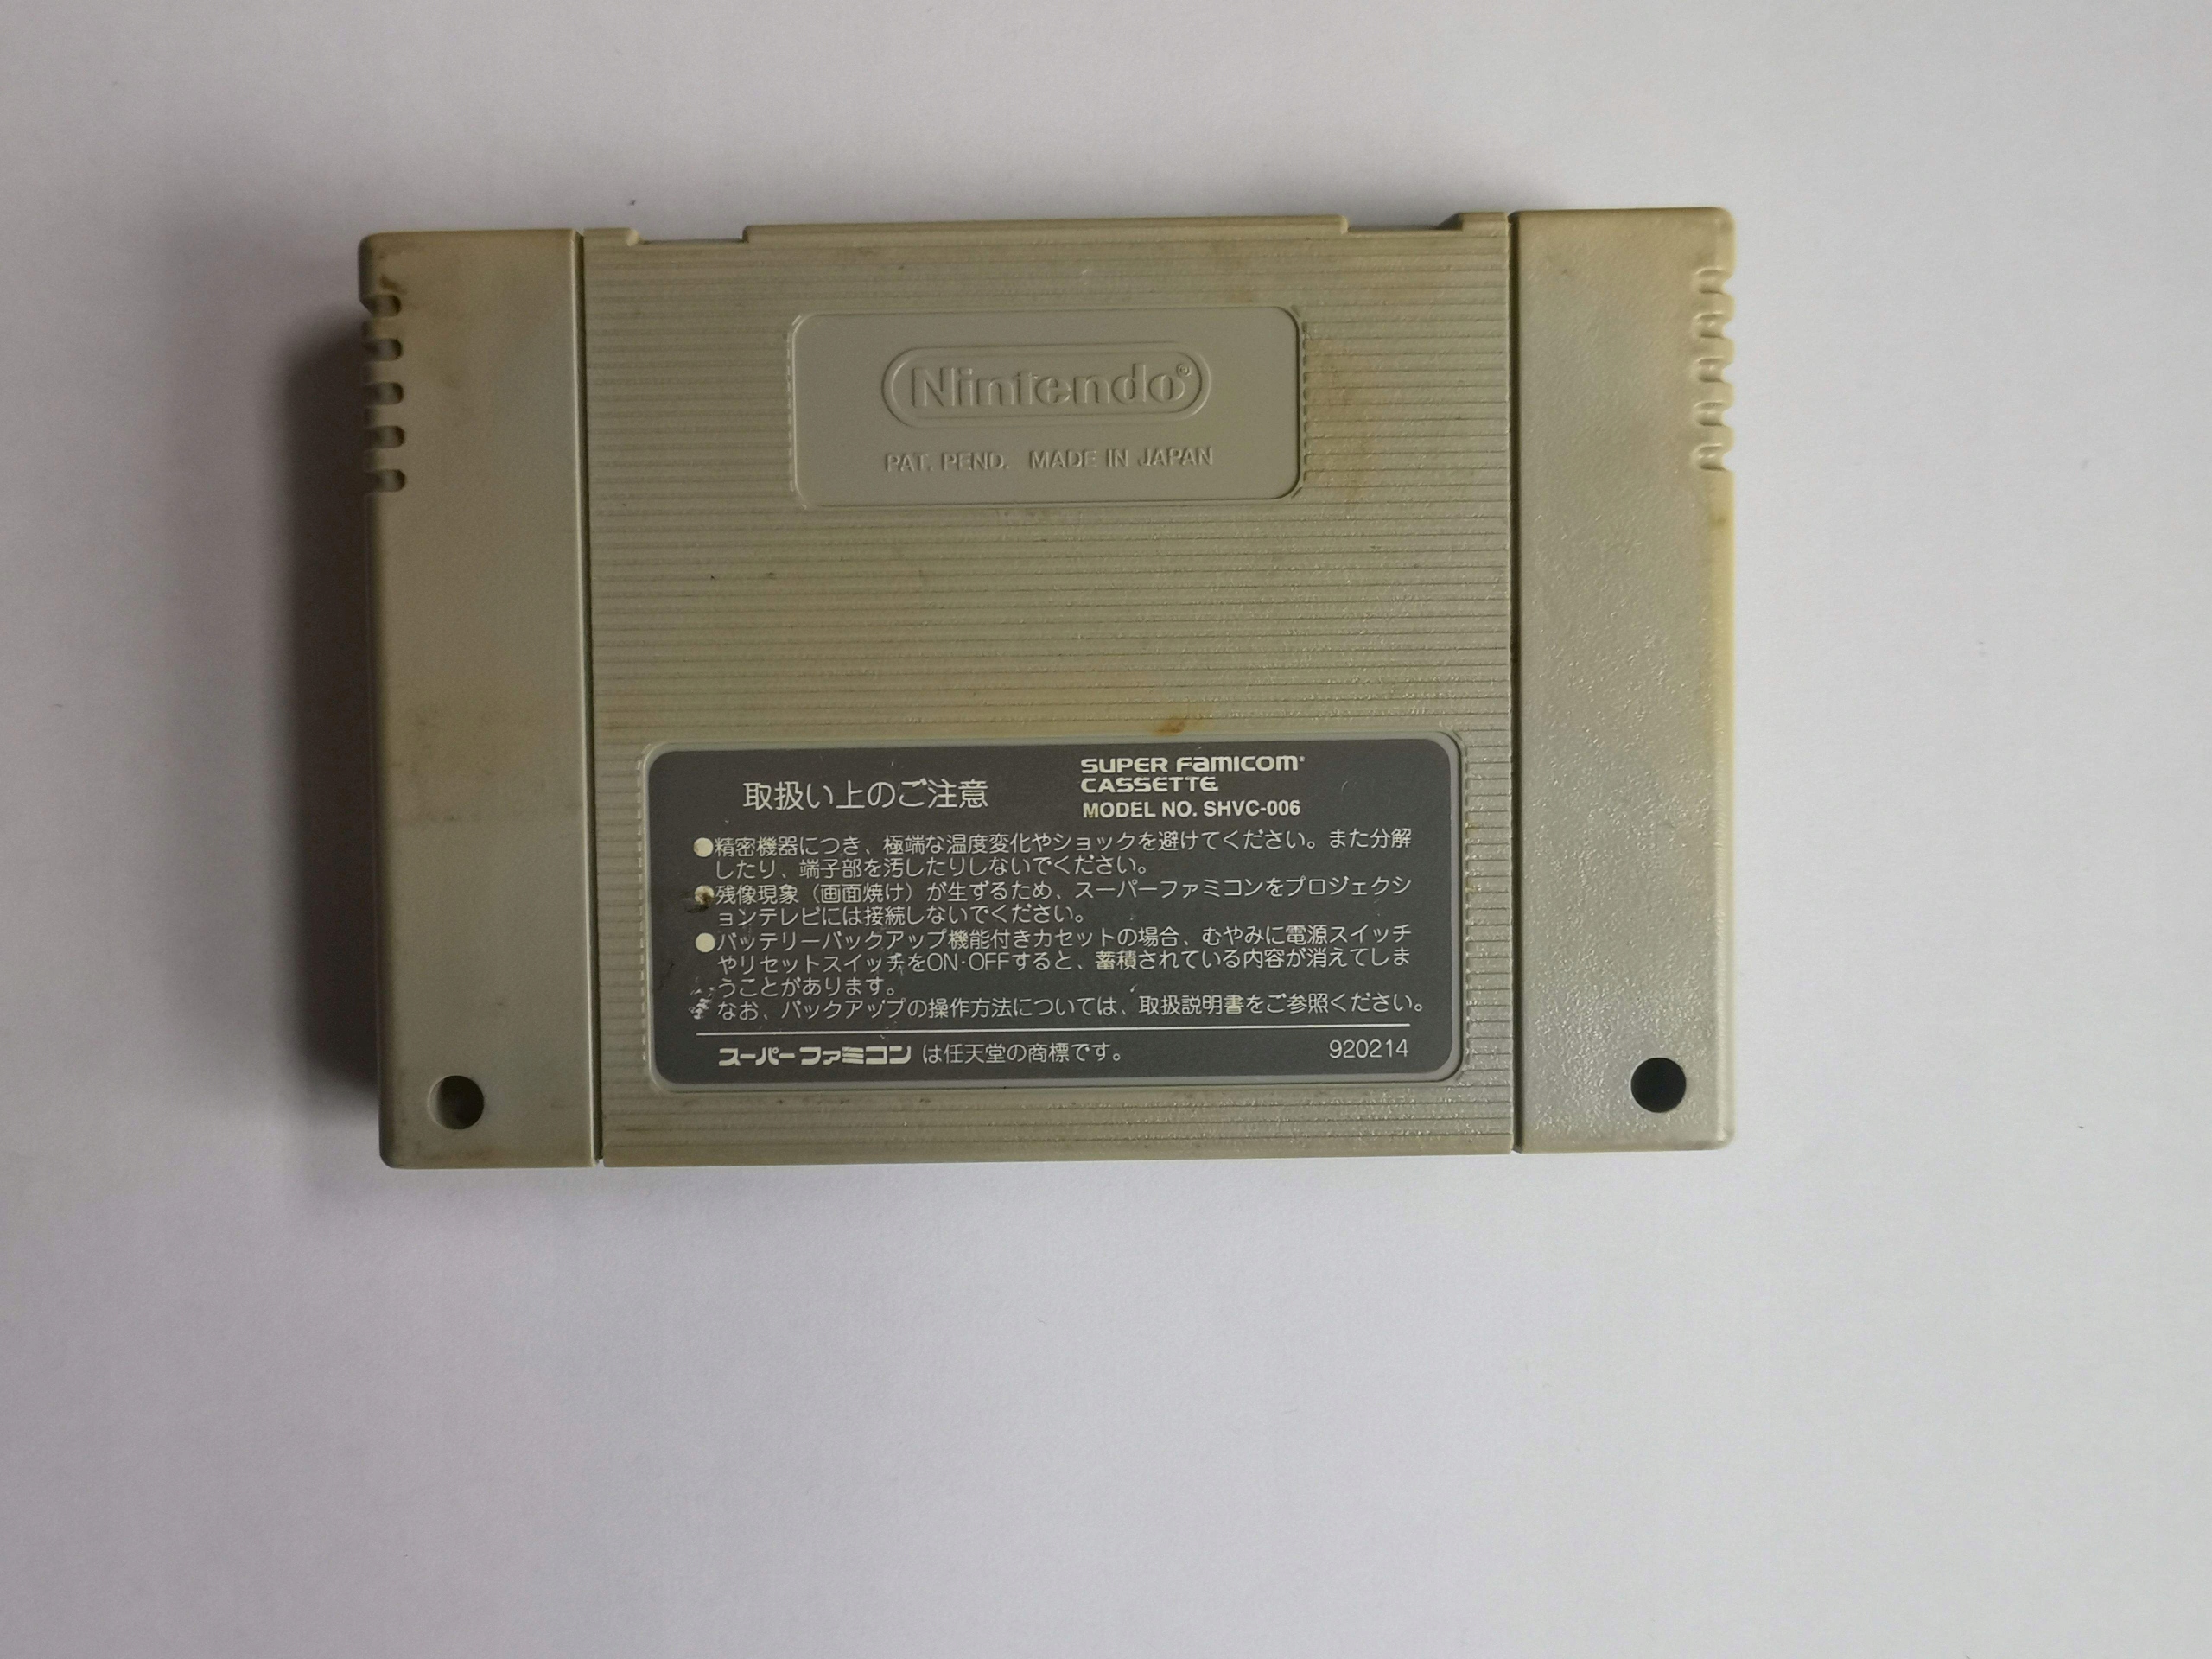 Nintendo®
PAT. PEND. MADE IN JAPAN
取扱い上のご注意
SUPER FAMICOM®
CASSETTE
MODEL NO. SHVC-006
●精密機器につき、極端な温度変化やショックを避けてください。また分解
したり、端子部を汚したりしないでください。
●残像現象（画面焼け）が生ずるため、スーパーファミコンをプロジェクシ
ョンテレビには接続しないでください。
●バッテリーバックアップ機能付きカセットの場合、むやみに電源スイッチ
やリセットスイッチをON·OFFすると、蓄積されている内容が消えてしま
うことがあります。
なお、バックアップの操作方法については、取扱説明書をご参照ください。
スーパーファミコン は任天堂の商標です。
920214